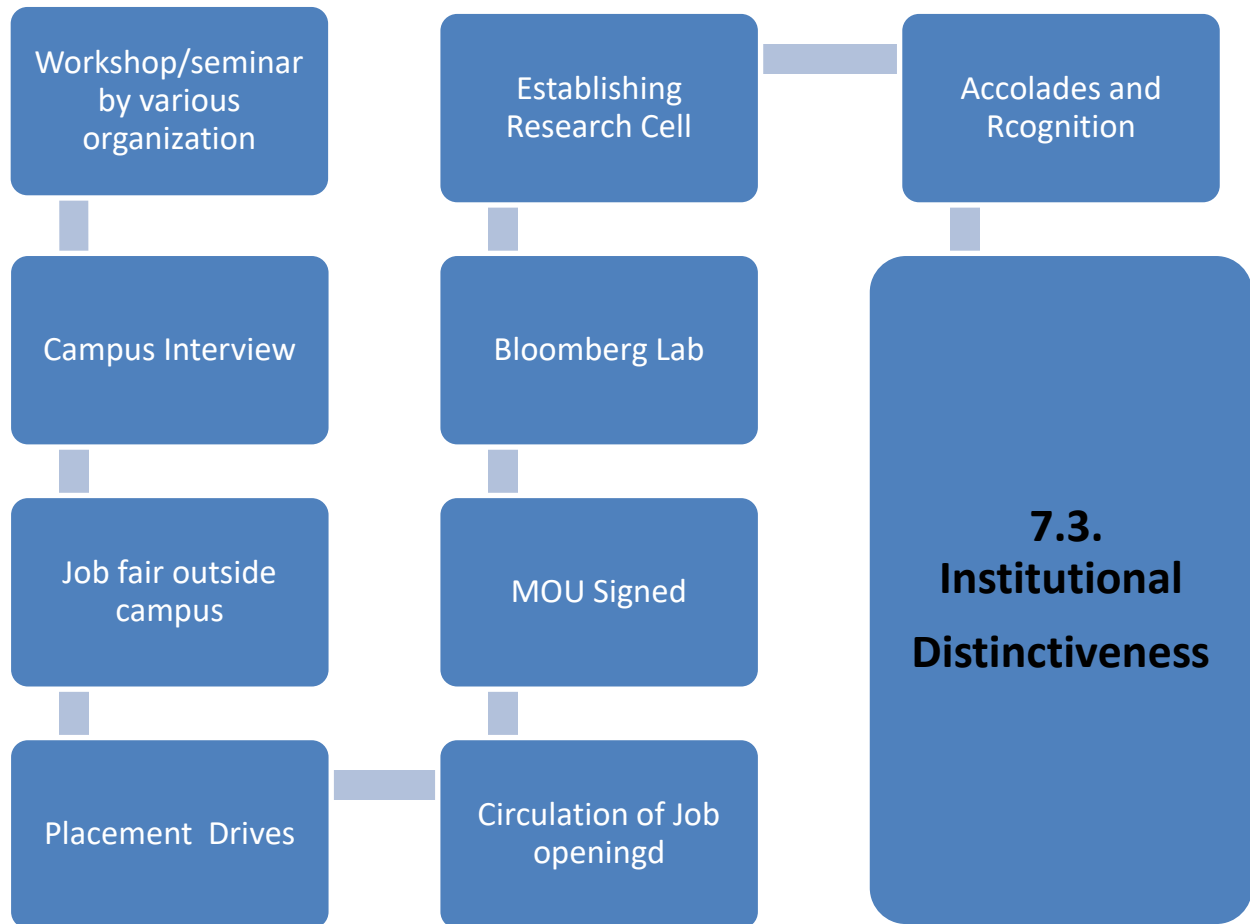 Workshop/seminar
by various
organization
Campus Interview
Job fair outside
campus
Placement  Drives
Circulation of Job
openingd
MOU Signed
Bloomberg Lab
Establishing
Research Cell
Accolades and
Rcognition
7.3.
Institutional
Distinctiveness